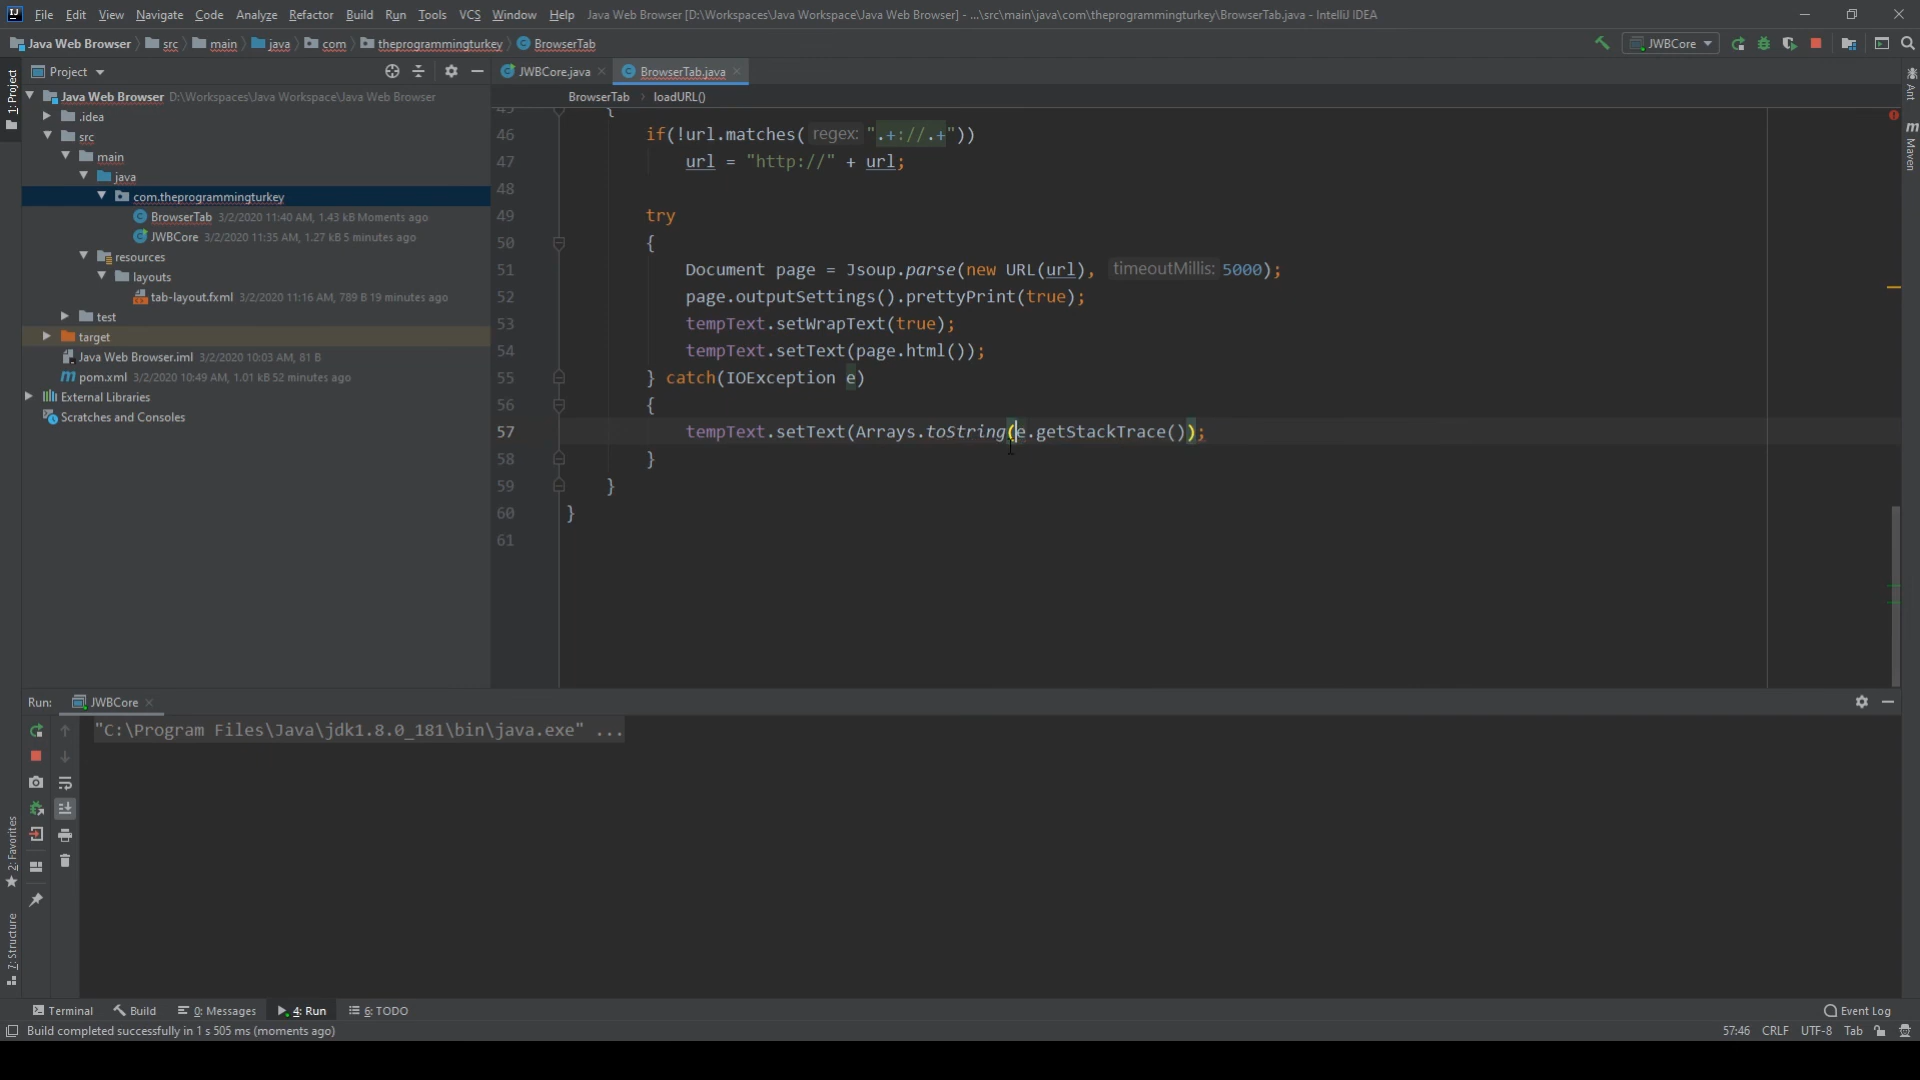 File Edit View Navigate Code Analyze Refactor Build Run Tools VCS Window Help Java Web Browser [D:\Workspaces\Java Workspace\Java Web Browser] - ...\src\main\java\com\theprogrammingturkey\BrowserTab.java - IntelliJ IDEA
Java Web Browser src main java com theprogrammingturkey BrowserTab JWBCore
Project JWBCore.java BrowserTab.java
BrowserTab loadURL()
1: Project
Java Web Browser D:\Workspaces\Java Workspace\Java Web Browser
.idea
src
main
java
com.theprogrammingturkey
BrowserTab 3/2/2020 11:40 AM, 1.43 kB Moments ago
JWBCore 3/2/2020 11:35 AM, 1.27 kB 5 minutes ago
resources
layouts
tab-layout.fxml 3/2/2020 11:16 AM, 789 B 19 minutes ago
test
target
Java Web Browser.iml 3/2/2020 10:03 AM, 81 B
pom.xml 3/2/2020 10:49 AM, 1.01 kB 52 minutes ago
External Libraries
Scratches and Consoles
45 {
46 if(!url.matches( regex: ".+://.+"))
47 url = "http://" + url;
48
49 try
50 {
51 Document page = Jsoup.parse(new URL(url), timeoutMillis: 5000);
52 page.outputSettings().prettyPrint(true);
53 tempText.setWrapText(true);
54 tempText.setText(page.html());
55 } catch(IOException e)
56 {
57 tempText.setText(Arrays.toString(e.getStackTrace());
58 }
59 }
60 }
61
Ant
Maven
Run: JWBCore
"C:\Program Files\Java\jdk1.8.0_181\bin\java.exe" ...
2: Favorites
7: Structure
Terminal Build 0: Messages 4: Run 6: TODO Event Log
Build completed successfully in 1 s 505 ms (moments ago) 57:46 CRLF UTF-8 Tab